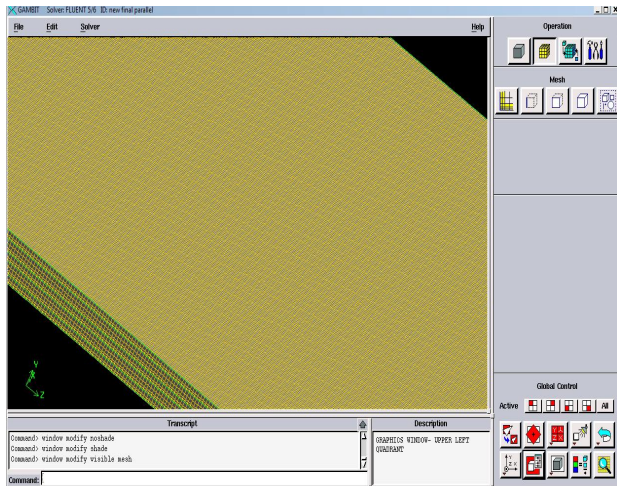 GAMBIT Solver: FLUENT 5/6 ID: new final parallel
File Edit Solver Help
Operation
Mesh
Y
Z
Global Control
Active All
Transcript
Command> window modify noshade
Command> window modify shade
Command> window modify visible mesh
Command:
Description
GRAPHICS WINDOW- UPPER LEFT
QUADRANT